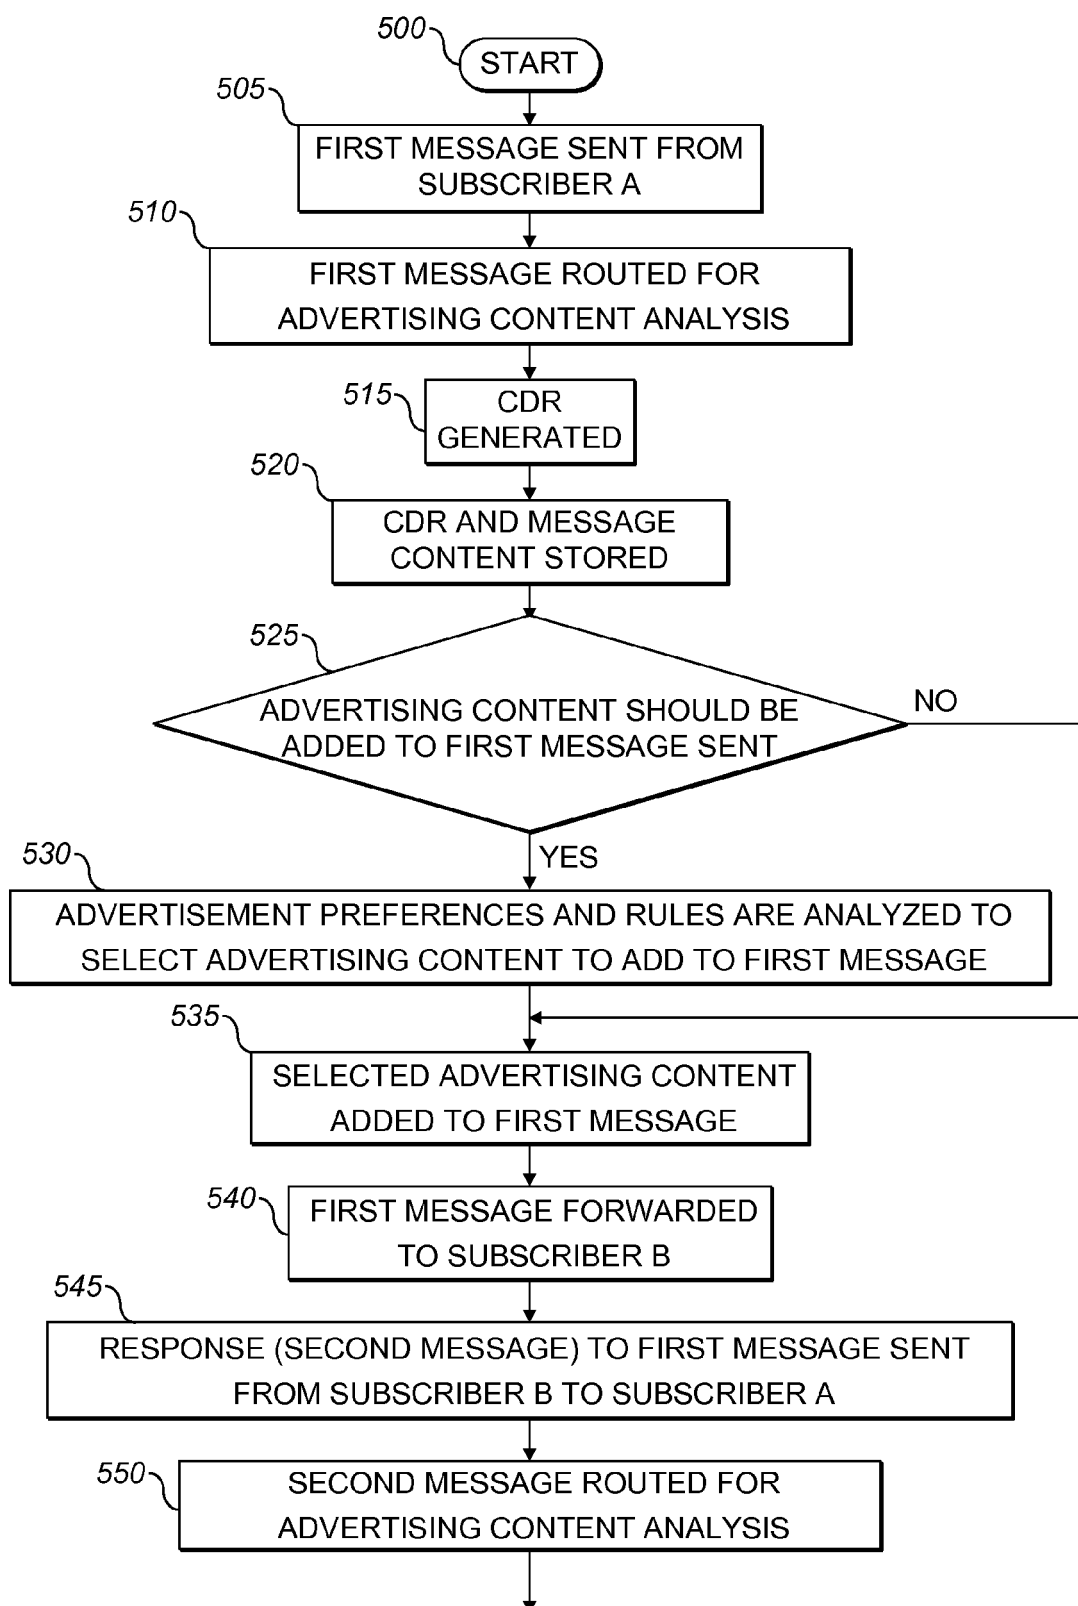 500
START
505
FIRST MESSAGE SENT FROM
SUBSCRIBER A
510
FIRST MESSAGE ROUTED FOR
ADVERTISING CONTENT ANALYSIS
515
CDR
GENERATED
520
CDR AND MESSAGE
CONTENT STORED
525
ADVERTISING CONTENT SHOULD BE
ADDED TO FIRST MESSAGE SENT
NO
YES
530
ADVERTISEMENT PREFERENCES AND RULES ARE ANALYZED TO
SELECT ADVERTISING CONTENT TO ADD TO FIRST MESSAGE
535
SELECTED ADVERTISING CONTENT
ADDED TO FIRST MESSAGE
540
FIRST MESSAGE FORWARDED
TO SUBSCRIBER B
545
RESPONSE (SECOND MESSAGE) TO FIRST MESSAGE SENT
FROM SUBSCRIBER B TO SUBSCRIBER A
550
SECOND MESSAGE ROUTED FOR
ADVERTISING CONTENT ANALYSIS